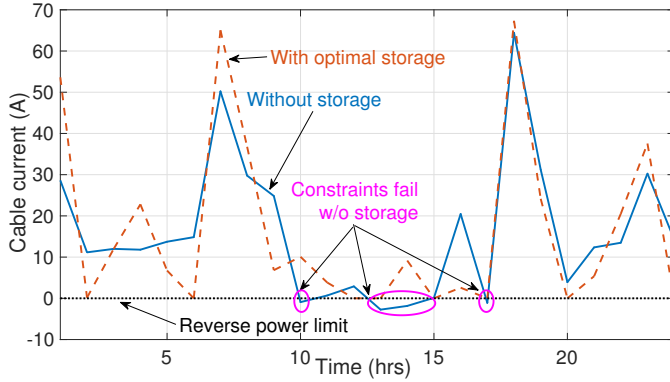 70
60
50
40
30
20
10
0
-10
Cable current (A)
With optimal storage
Without storage
Constraints fail
w/o storage
Reverse power limit
5
10
15
20
Time (hrs)